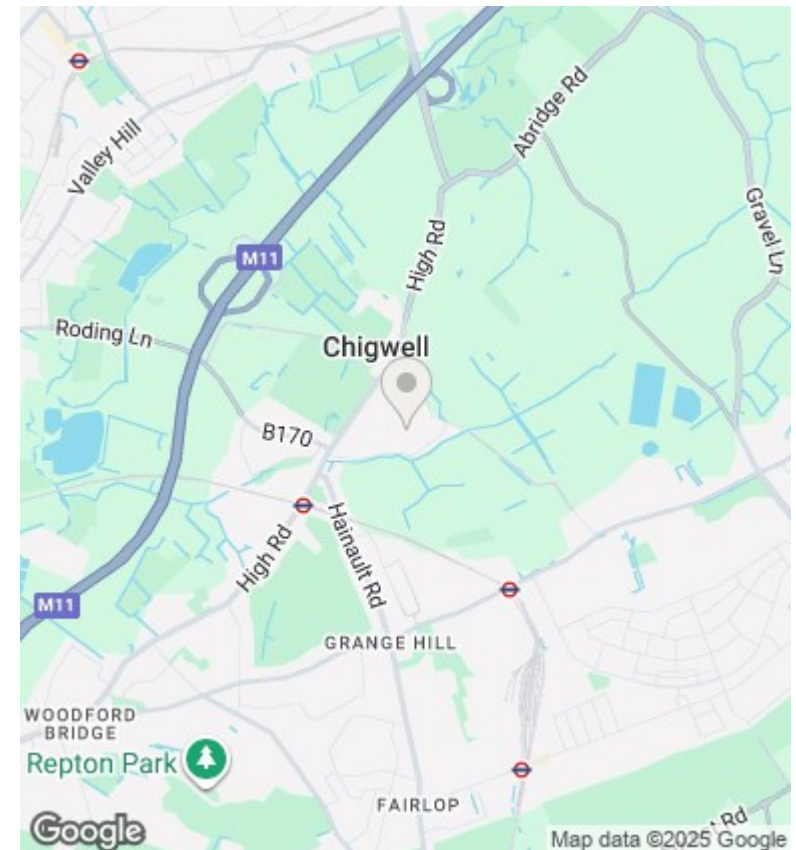 Abridge Rd
Valley Hill
Gravel Ln
High Rd
M11
Roding Ln
Chigwell
B170
Hainault Rd
High Rd
M11
GRANGE HILL
WOODFORD
BRIDGE
Repton Park
FAIRLOP
Rd
Google
Map data ©2025 Google